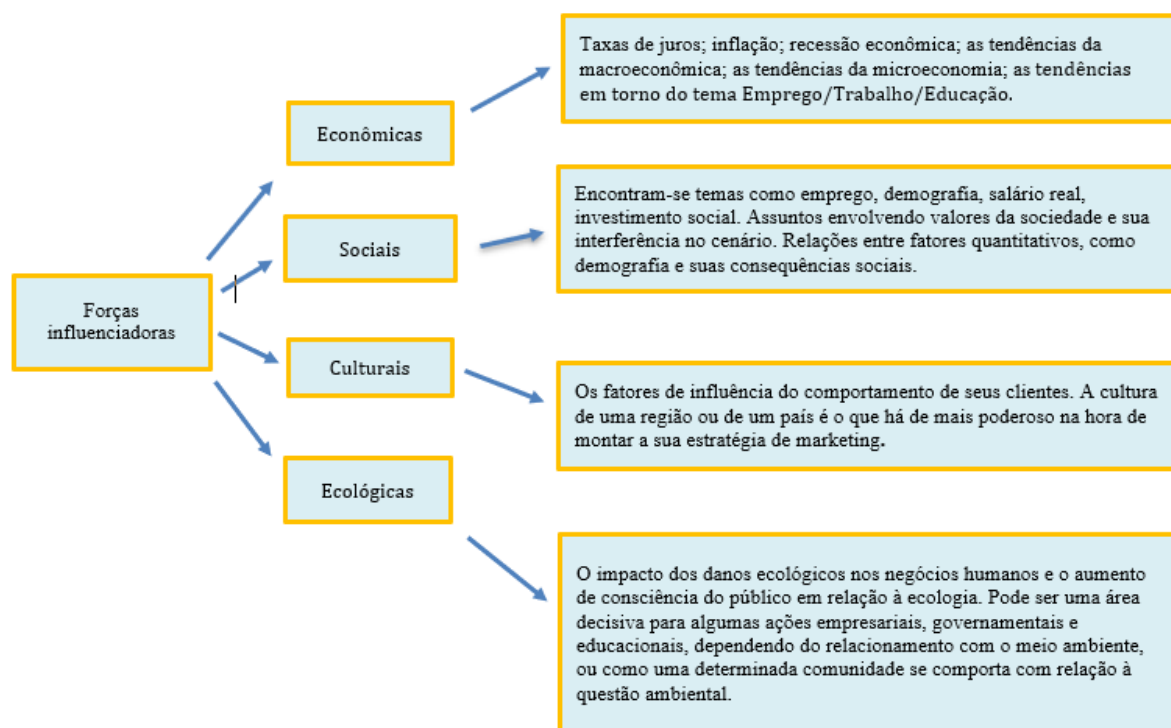 Forças
influenciadoras
Econômicas
Taxas de juros; inflação; recessão econômica; as tendências da
macroeconômica; as tendências da microeconomia; as tendências
em torno do tema Emprego/Trabalho/Educação.
Sociais
Encontram-se temas como emprego, demografia, salário real,
investimento social. Assuntos envolvendo valores da sociedade e sua
interferência no cenário. Relações entre fatores quantitativos, como
demografia e suas consequências sociais.
Culturais
Os fatores de influência do comportamento de seus clientes. A cultura
de uma região ou de um país é o que há de mais poderoso na hora de
montar a sua estratégia de marketing.
Ecológicas
O impacto dos danos ecológicos nos negócios humanos e o aumento
de consciência do público em relação à ecologia. Pode ser uma área
decisiva para algumas ações empresariais, governamentais e
educacionais, dependendo do relacionamento com o meio ambiente,
ou como uma determinada comunidade se comporta com relação à
questão ambiental.